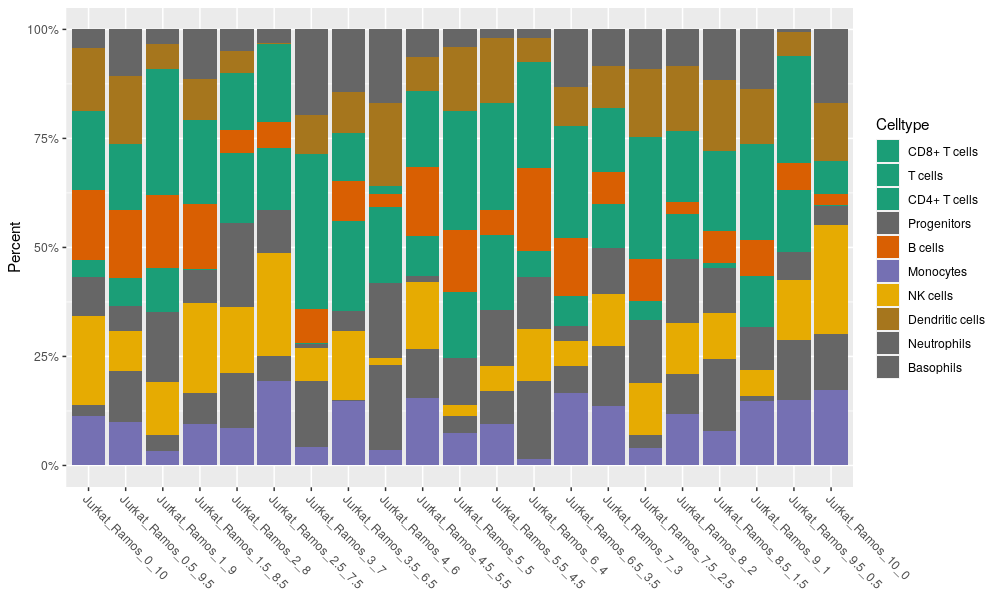 100%
75%
50%
25%
0%
Percent
Jurkat_Ramos_0_10
Jurkat_Ramos_05_9.5
Jurkat_Ramos_1_9
Jurkat_Ramos_1.5_8.5
Jurkat_Ramos_2_8
Jurkat_Ramos_2.5_7.5
Jurkat_Ramos_3_7
Jurkat_Ramos_3.5_6.5
Jurkat_Ramos_4_6
Jurkat_Ramos_4.5_5.5
Jurkat_Ramos_5_5
Jurkat_Ramos_5.5_4.5
Jurkat_Ramos_6_4
Jurkat_Ramos_6.5_3.5
Jurkat_Ramos_7_3
Jurkat_Ramos_7.5_2.5
Jurkat_Ramos_8_2
Jurkat_Ramos_8.5_1.5
Jurkat_Ramos_9_1
Jurkat_Ramos_9.5_0.5
Jurkat_Ramos_10_0
Celltype
CD8+ T cells
T cells
CD4+ T cells
Progenitors
B cells
Monocytes
NK cells
Dendritic cells
Neutrophils
Basophils